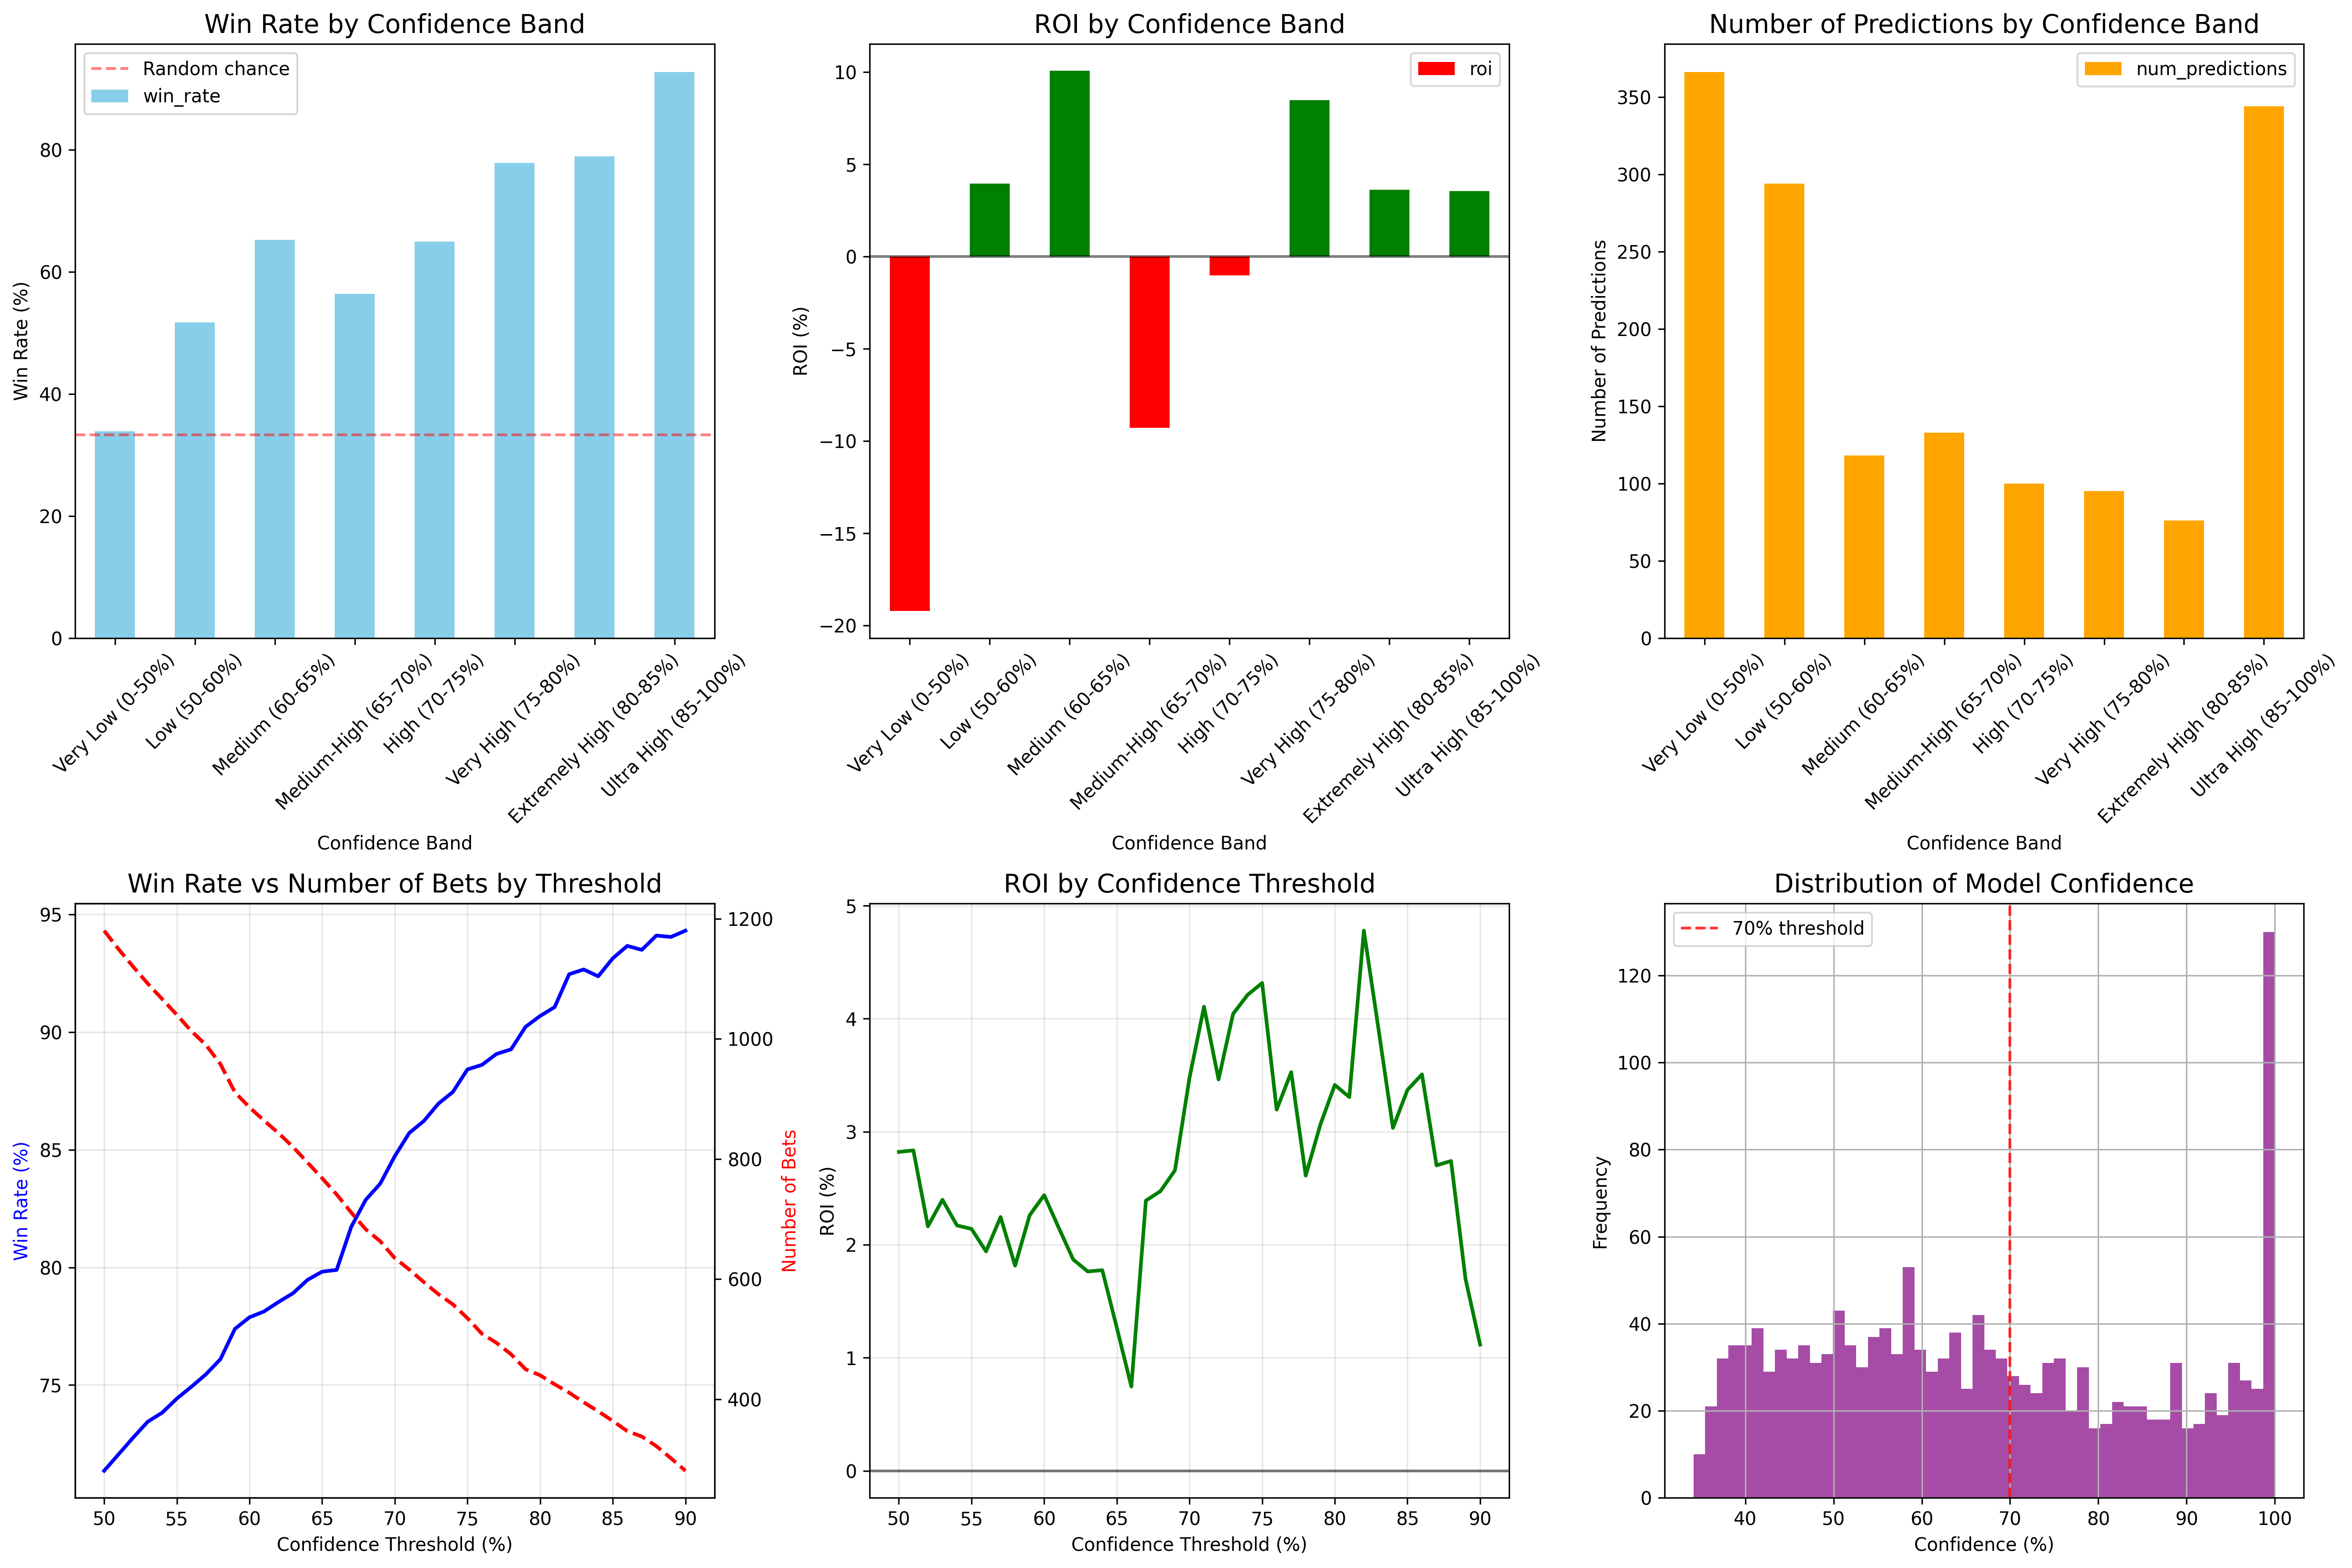 Win Rate by Confidence Band
Random chance
win_rate
Win Rate (%)
80
60
40
20
0
Very Low (0-50%)
Low (50-60%)
Medium (60-65%)
Medium-High (65-70%)
High (70-75%)
Very High (75-80%)
Extremely High (80-85%)
Ultra High (85-100%)
Confidence Band
ROI by Confidence Band
roi
ROI (%)
10
5
0
−5
−10
−15
−20
Very Low (0-50%)
Low (50-60%)
Medium (60-65%)
Medium-High (65-70%)
High (70-75%)
Very High (75-80%)
Extremely High (80-85%)
Ultra High (85-100%)
Confidence Band
Number of Predictions by Confidence Band
num_predictions
Number of Predictions
350
300
250
200
150
100
50
0
Very Low (0-50%)
Low (50-60%)
Medium (60-65%)
Medium-High (65-70%)
High (70-75%)
Very High (75-80%)
Extremely High (80-85%)
Ultra High (85-100%)
Confidence Band
Win Rate vs Number of Bets by Threshold
Win Rate (%)
95
90
85
80
75
1200
1000
800
600
400
Number of Bets
50 55 60 65 70 75 80 85 90
Confidence Threshold (%)
ROI by Confidence Threshold
ROI (%)
5
4
3
2
1
0
50 55 60 65 70 75 80 85 90
Confidence Threshold (%)
Distribution of Model Confidence
70% threshold
Frequency
120
100
80
60
40
20
0
40 50 60 70 80 90 100
Confidence (%)